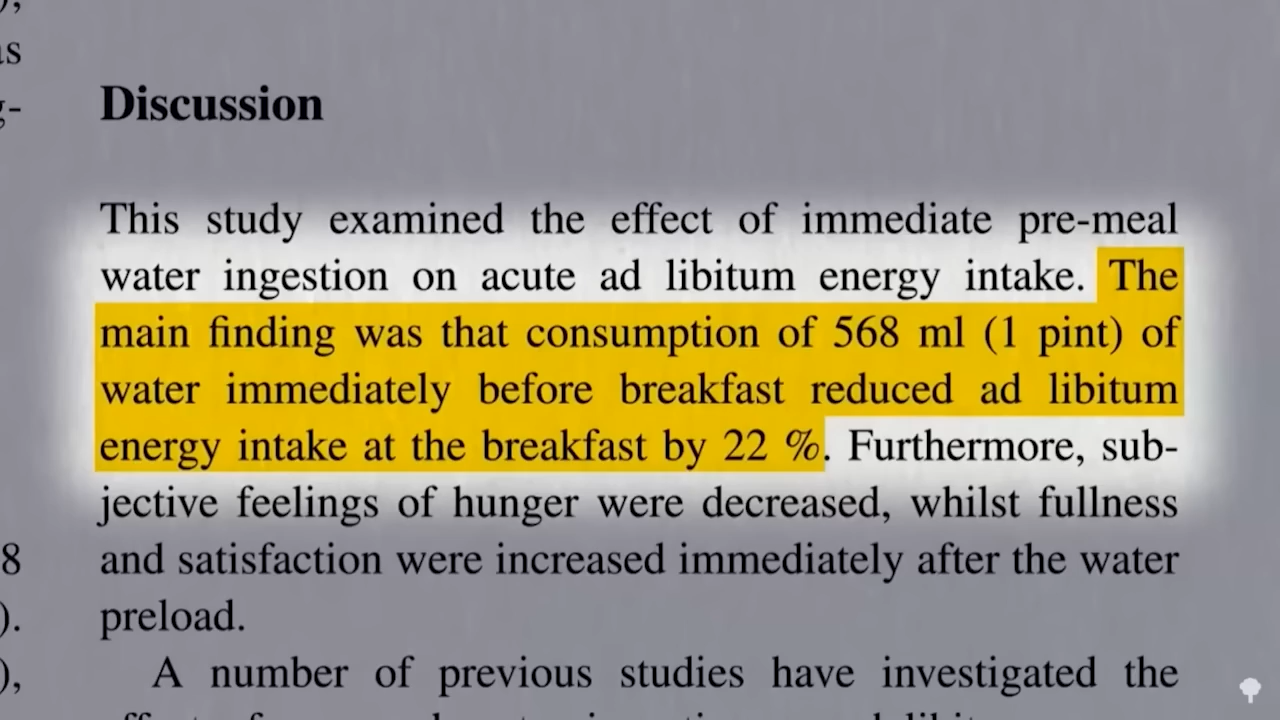 Discussion
This study examined the effect of immediate pre-meal
water ingestion on acute ad libitum energy intake. The
main finding was that consumption of 568 ml (1 pint) of
water immediately before breakfast reduced ad libitum
energy intake at the breakfast by 22 %. Furthermore, sub-
jective feelings of hunger were decreased, whilst fullness
and satisfaction were increased immediately after the water
preload.
A number of previous studies have investigated the